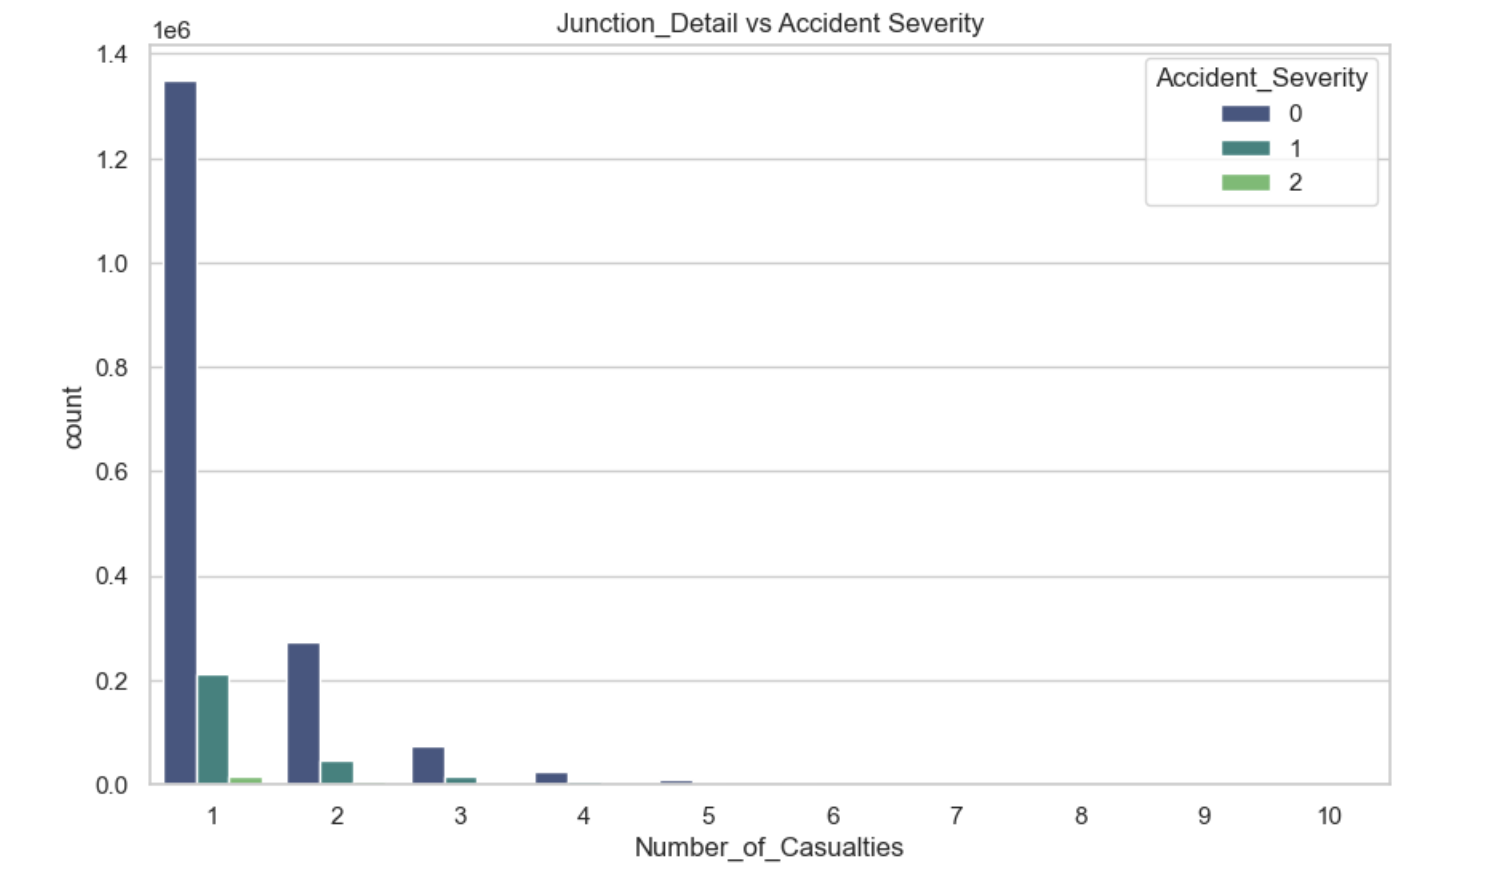 Junction_Detail vs Accident Severity
1e6
1.4
1.2
1.0
0.8
0.6
0.4
0.2
0.0
count
Accident_Severity
0
1
2
1 2 3 4 5 6 7 8 9 10
Number_of_Casualties